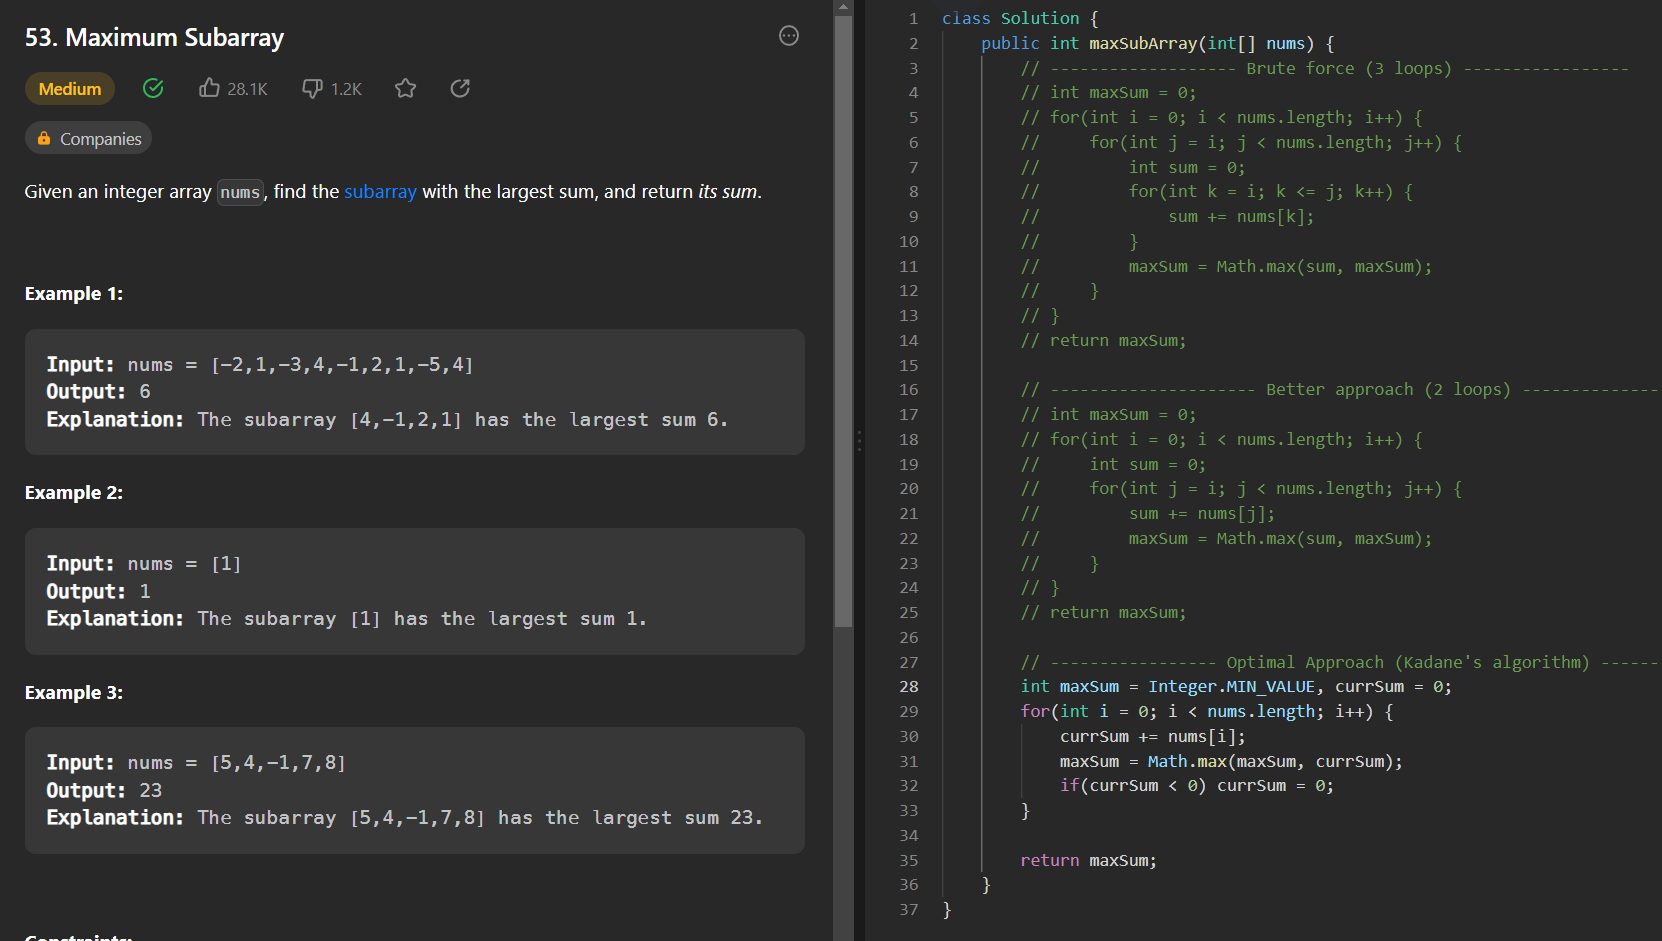 53. Maximum Subarray
Medium 28.1K 1.2K
Companies
Given an integer array nums, find the subarray with the largest sum, and return its sum.
Example 1:
Input: nums = [-2,1,-3,4,-1,2,1,-5,4]
Output: 6
Explanation: The subarray [4,-1,2,1] has the largest sum 6.
Example 2:
Input: nums = [1]
Output: 1
Explanation: The subarray [1] has the largest sum 1.
Example 3:
Input: nums = [5,4,-1,7,8]
Output: 23
Explanation: The subarray [5,4,-1,7,8] has the largest sum 23.
Constraints:
1 class Solution {
2     public int maxSubArray(int[] nums) {
3         // ------------------- Brute force (3 loops) -----------------
4         // int maxSum = 0;
5         // for(int i = 0; i < nums.length; i++) {
6         //     for(int j = i; j < nums.length; j++) {
7         //         int sum = 0;
8         //         for(int k = i; k <= j; k++) {
9         //             sum += nums[k];
10         //         }
11         //         maxSum = Math.max(sum, maxSum);
12         //     }
13         // }
14         // return maxSum;
15
16         // --------------------- Better approach (2 loops) --------------
17         // int maxSum = 0;
18         // for(int i = 0; i < nums.length; i++) {
19         //     int sum = 0;
20         //     for(int j = i; j < nums.length; j++) {
21         //         sum += nums[j];
22         //         maxSum = Math.max(sum, maxSum);
23         //     }
24         // }
25         // return maxSum;
26
27         // ----------------- Optimal Approach (Kadane's algorithm) ------
28         int maxSum = Integer.MIN_VALUE, currSum = 0;
29         for(int i = 0; i < nums.length; i++) {
30             currSum += nums[i];
31             maxSum = Math.max(maxSum, currSum);
32             if(currSum < 0) currSum = 0;
33         }
34
35         return maxSum;
36     }
37 }